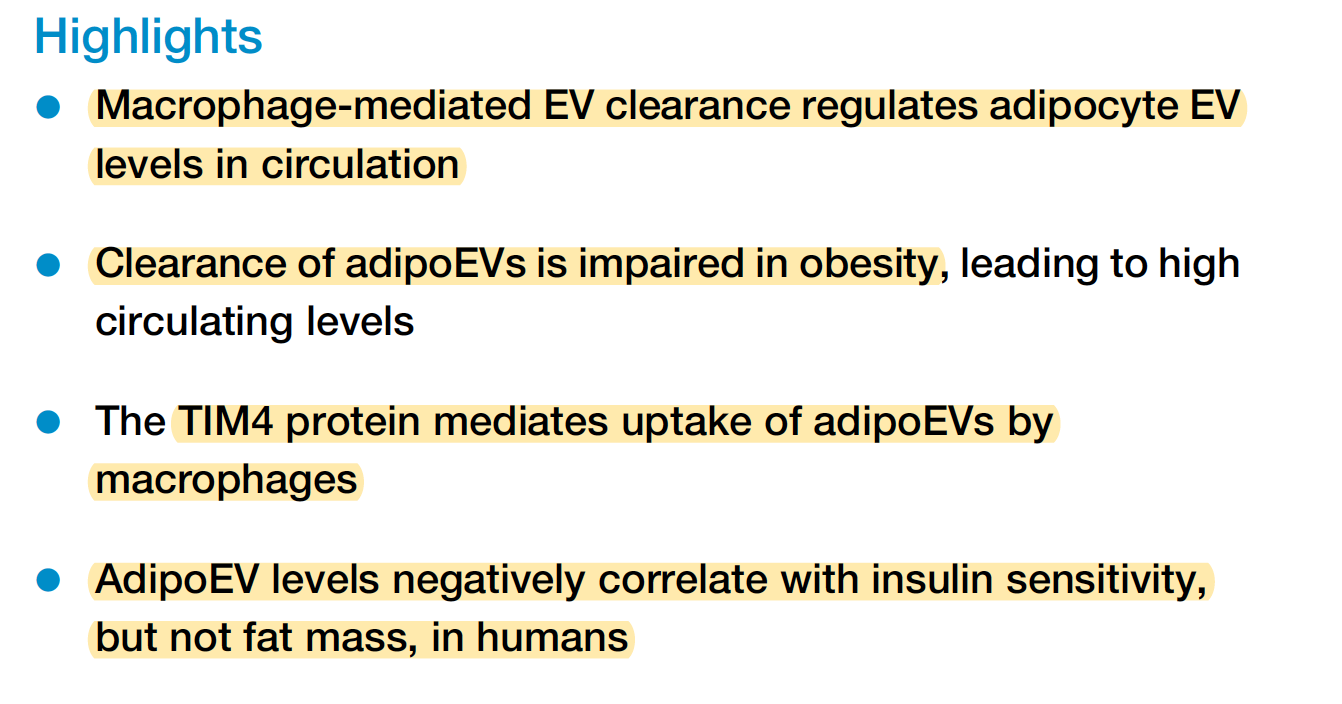 Highlights
● Macrophage-mediated EV clearance regulates adipocyte EV
levels in circulation
● Clearance of adipoEVs is impaired in obesity, leading to high
circulating levels
● The TIM4 protein mediates uptake of adipoEVs by
macrophages
● AdipoEV levels negatively correlate with insulin sensitivity,
but not fat mass, in humans